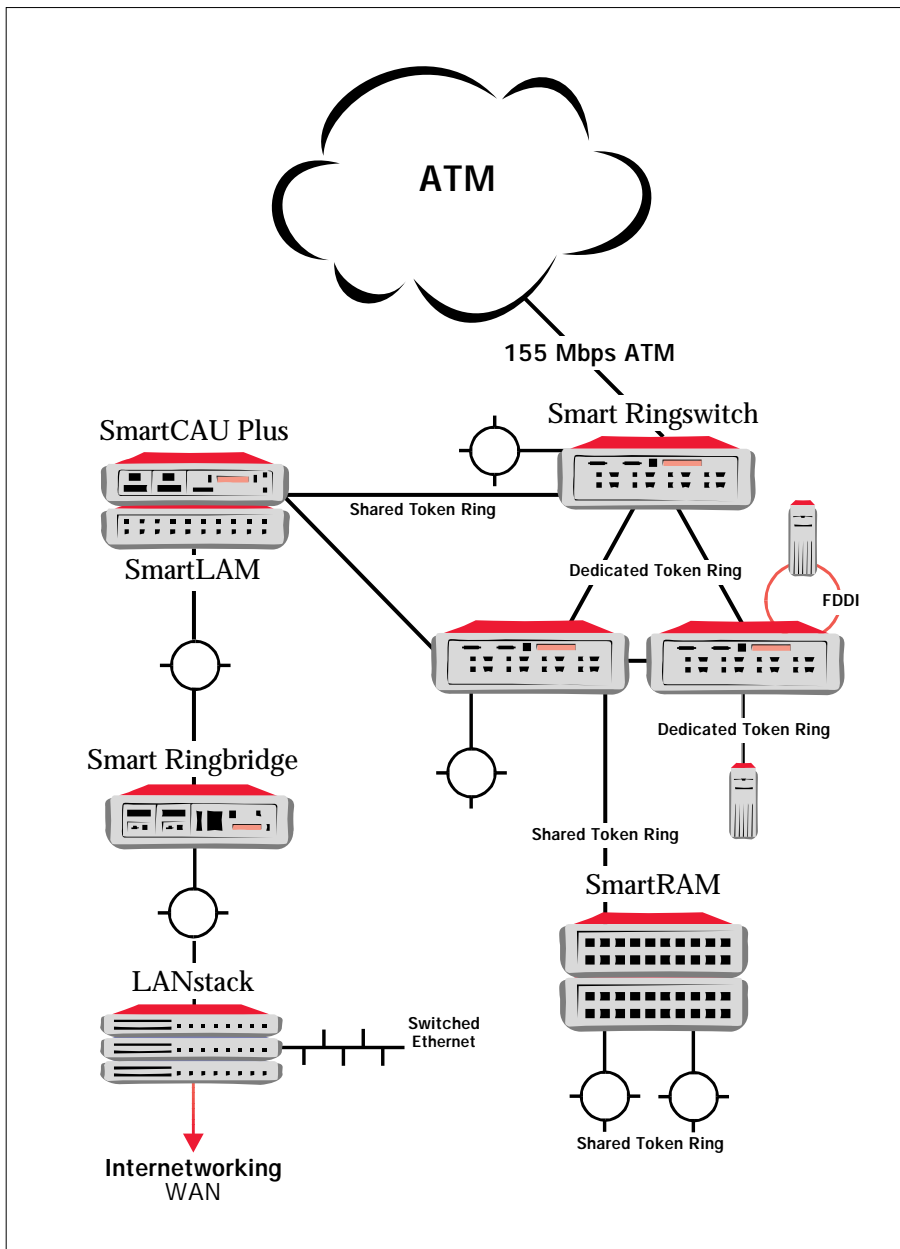 ATM
155 Mbps ATM
Smart Ringswitch
SmartCAU Plus
Shared Token Ring
SmartLAM
Dedicated Token Ring
FDDI
Dedicated Token Ring
Smart Ringbridge
Shared Token Ring
SmartRAM
LANstack
Switched
Ethernet
Shared Token Ring
Internetworking
WAN